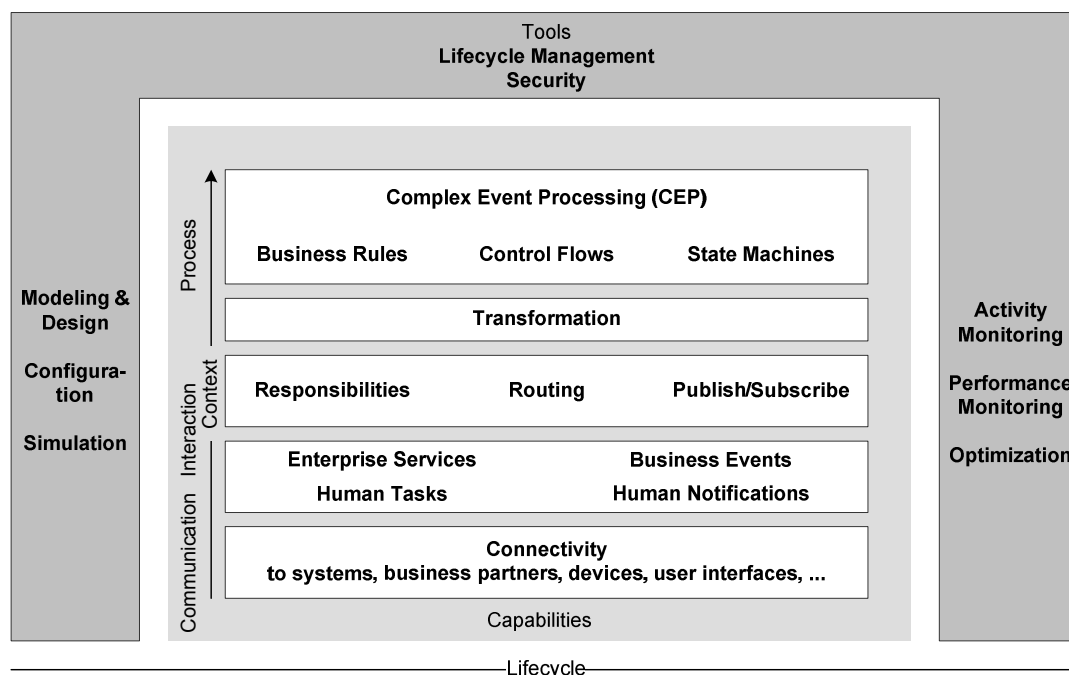 Tools
Lifecycle Management
Security
Modeling &
Design
Configura-
tion
Simulation
Process
Context
Interaction
Communication
Complex Event Processing (CEP)
Business Rules Control Flows State Machines
Transformation
Responsibilities Routing Publish/Subscribe
Enterprise Services Business Events
Human Tasks Human Notifications
Connectivity
to systems, business partners, devices, user interfaces, ...
Capabilities
Activity
Monitoring
Performance
Monitoring
Optimization
Lifecycle